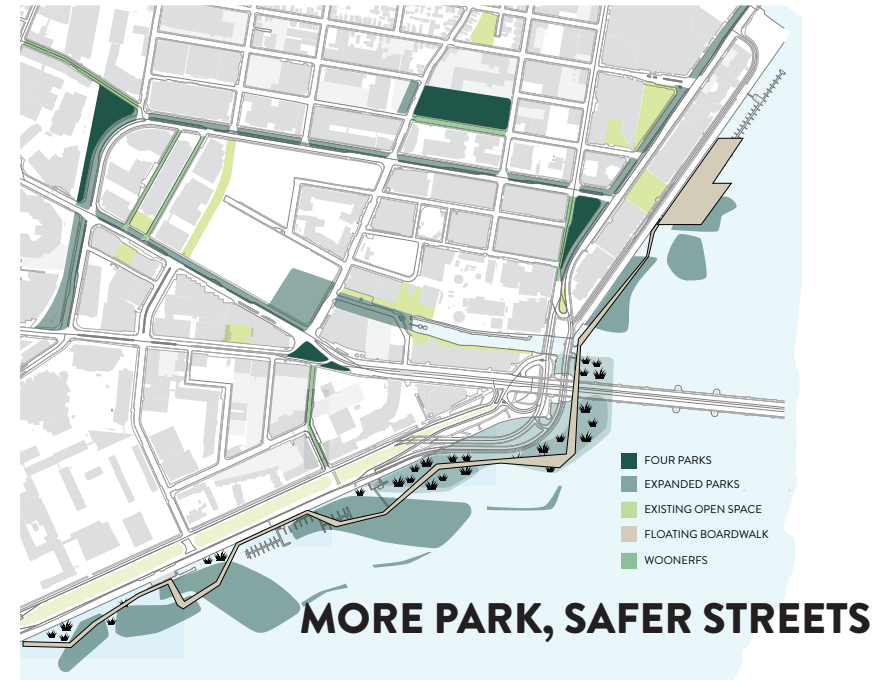 FOUR PARKS
EXPANDED PARKS
EXISTING OPEN SPACE
FLOATING BOARDWALK
WOONERFS
MORE PARK, SAFER STREETS